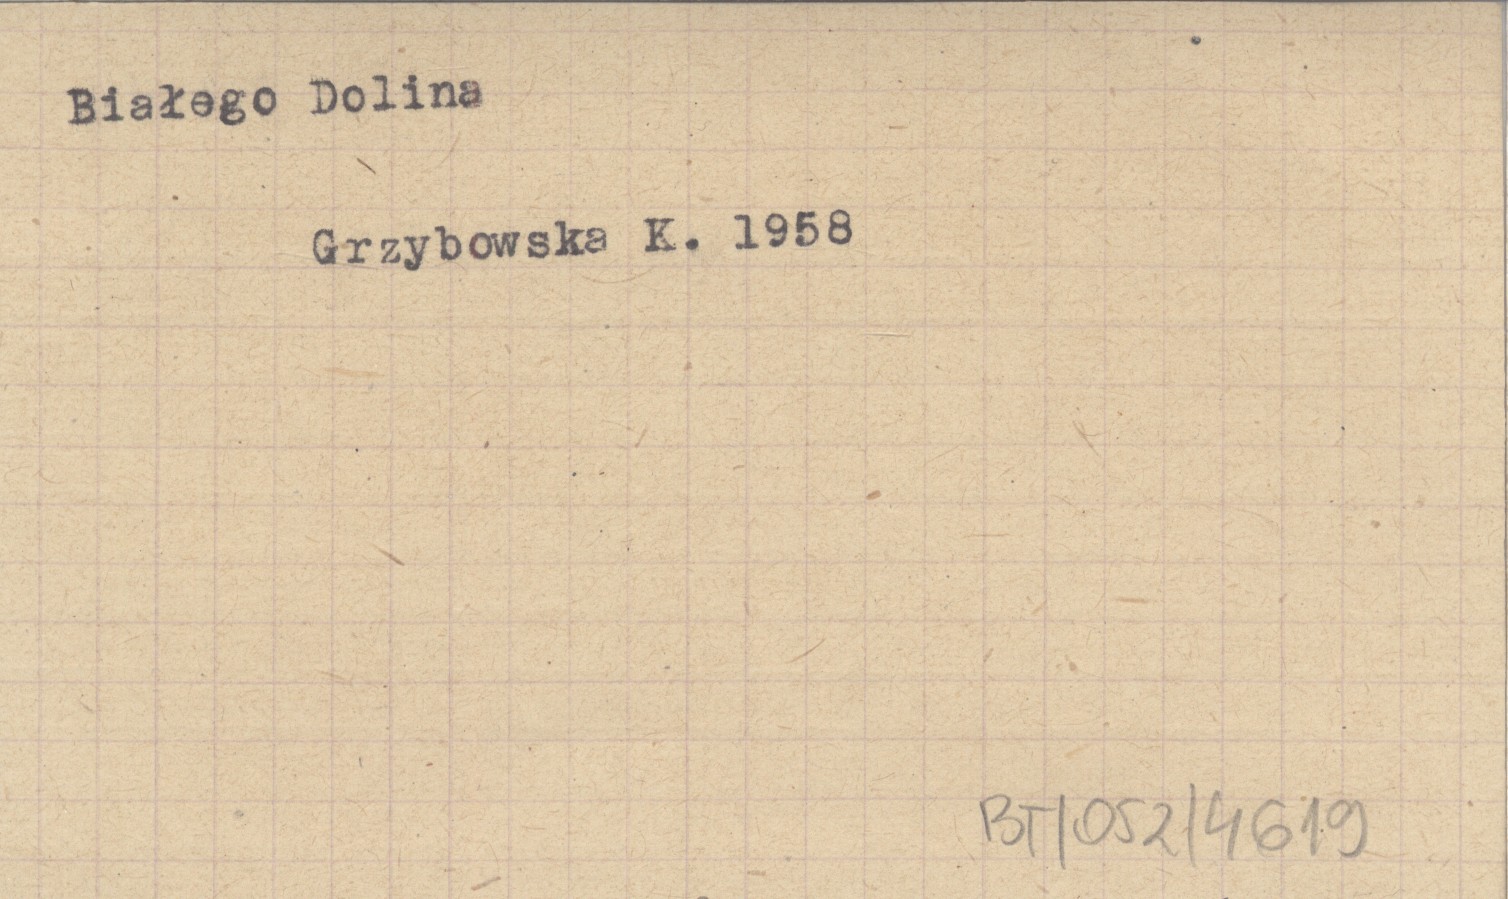 Białego Dolina
Grzybowska K. 1958
BT/052/4619